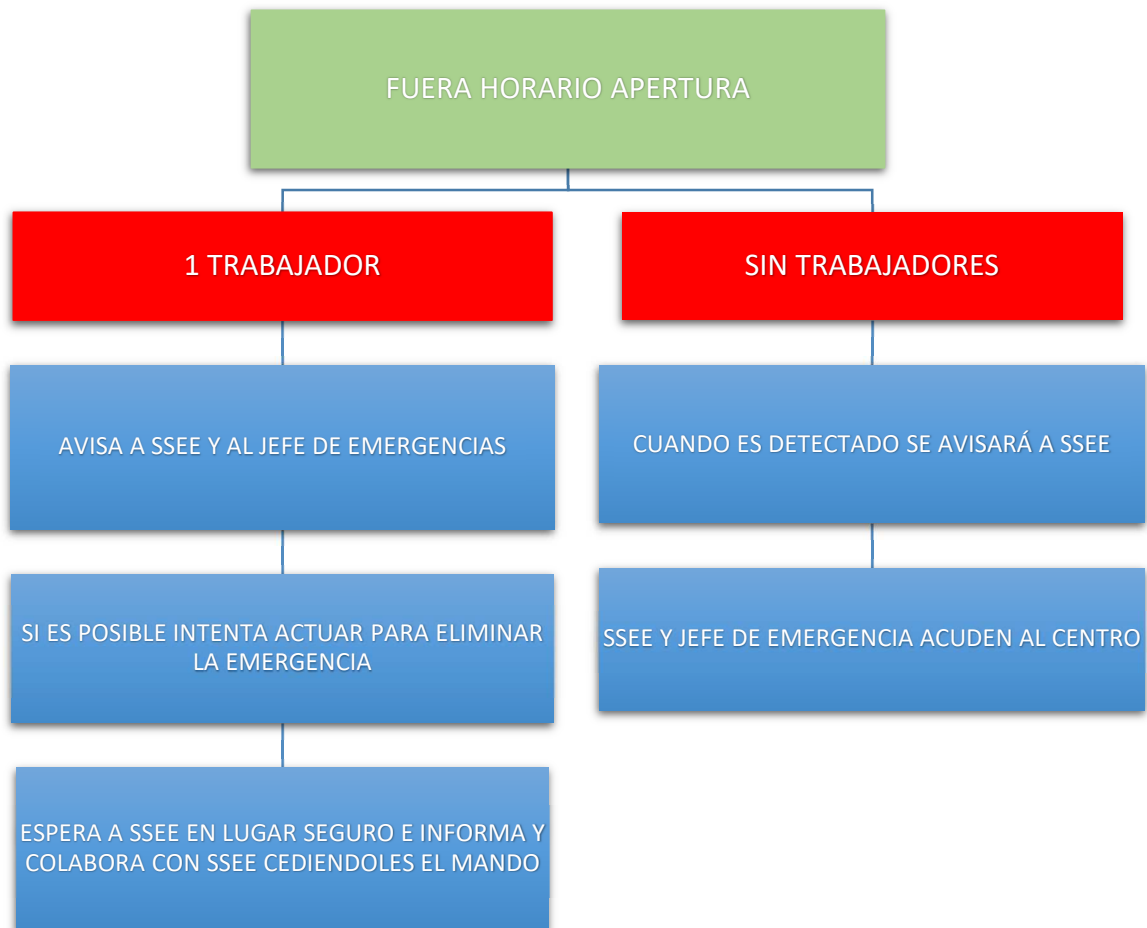 FUERA HORARIO APERTURA
1 TRABAJADOR
AVISA A SSEE Y AL JEFE DE EMERGENCIAS
SI ES POSIBLE INTENTA ACTUAR PARA ELIMINAR
LA EMERGENCIA
ESPERA A SSEE EN LUGAR SEGURO E INFORMA Y
COLABORA CON SSEE CEDIENDOLES EL MANDO
SIN TRABAJADORES
CUANDO ES DETECTADO SE AVISARÁ A SSEE
SSEE Y JEFE DE EMERGENCIA ACUDEN AL CENTRO